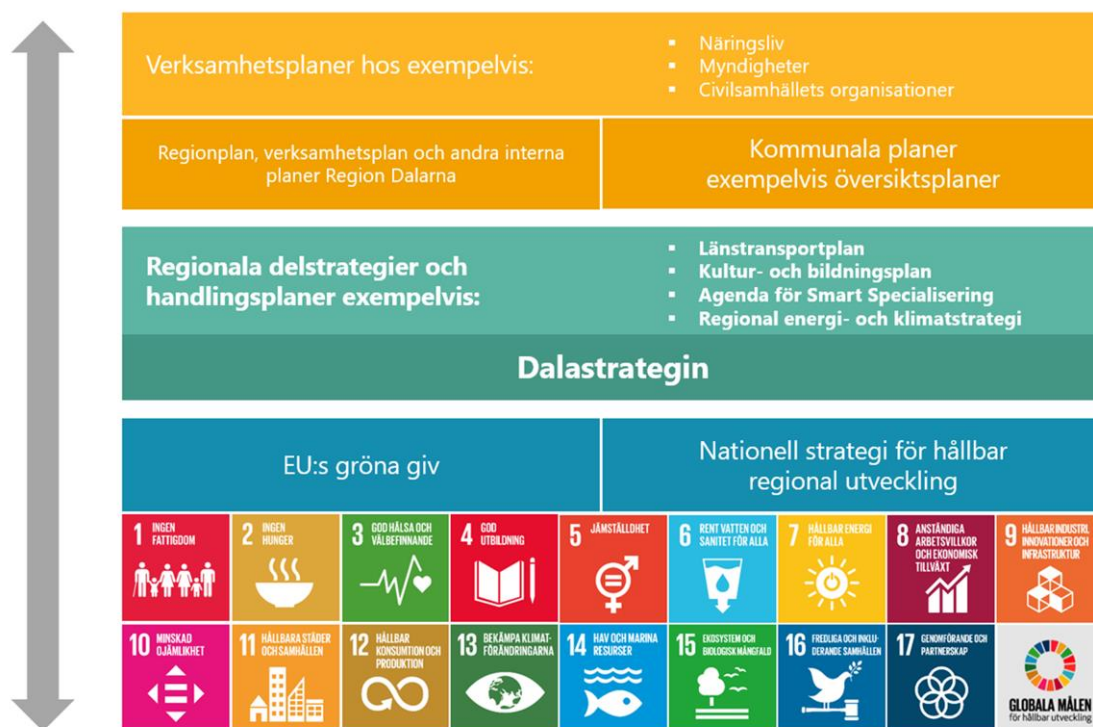 Verksamhetsplaner hos exempelvis:
▪ Näringsliv
▪ Myndigheter
▪ Civilsamhällets organisationer
Regionplan, verksamhetsplan och andra interna
planer Region Dalarna
Kommunala planer
exempelvis översiktsplaner
Regionala delstrategier och
handlingsplaner exempelvis:
▪ Länstransportplan
▪ Kultur- och bildningsplan
▪ Agenda för Smart Specialisering
▪ Regional energi- och klimatstrategi
Dalastrategin
EU:s gröna giv
Nationell strategi för hållbar
regional utveckling
1 INGEN
FATTIGDOM
2 INGEN
HUNGER
3 GOD HÄLSA OCH
VÄLBEFINNANDE
4 GOD
UTBILDNING
5 JÄMSTÄLLDHET
6 RENT VATTEN OCH
SANITET FÖR ALLA
7 HÅLLBAR ENERGI
FÖR ALLA
8 ANSTÄNDIGA
ARBETSVILLKOR
OCH EKONOMISK
TILLVÄXT
9 HÅLLBAR INDUSTRI,
INNOVATIONER OCH
INFRASTRUKTUR
10 MINSKAD
OJÄMLIKHET
11 HÅLLBARA STÄDER
OCH SAMHÄLLEN
12 HÅLLBAR
KONSUMTION OCH
PRODUKTION
13 BEKÄMPA KLIMAT-
FÖRÄNDRINGARNA
14 HAV OCH MARINA
RESURSER
15 EKOSYSTEM OCH
BIOLOGISK MÅNGFALD
16 FREDLIGA OCH INKLU-
DERANDE SAMHÄLLEN
17 GENOMFÖRANDE OCH
PARTNERSKAP
GLOBALA MÅLEN
för hållbar utveckling